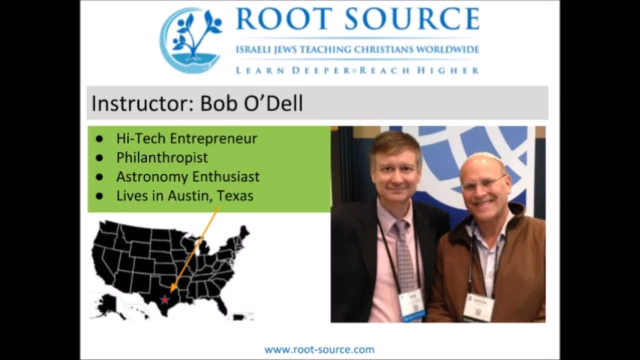 ROOT SOURCE
ISRAELI JEWS TEACHING CHRISTIANS WORLDWIDE
LEARN DEEPER REACH HIGHER
Instructor: Bob O’Dell
Hi-Tech Entrepreneur
Philanthropist
Astronomy Enthusiast
Lives in Austin, Texas
www.root-source.com